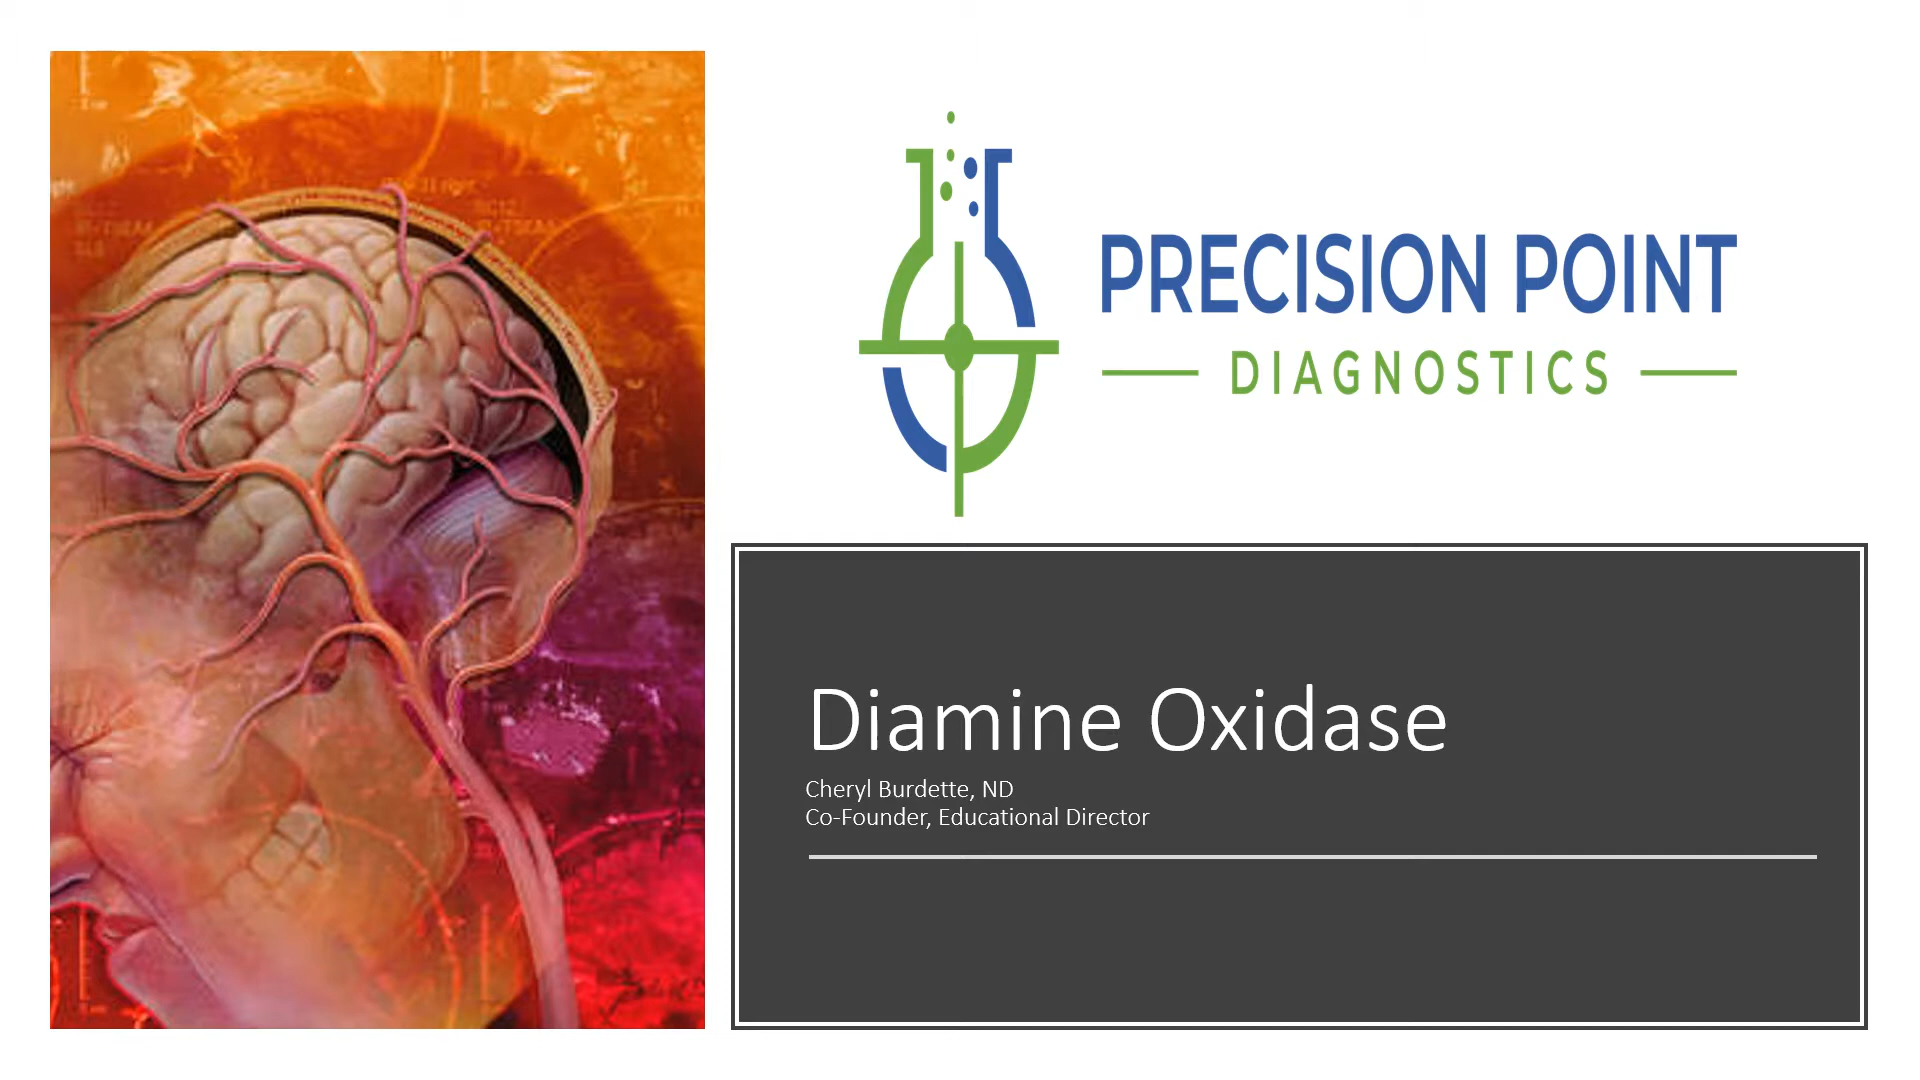 PRECISION POINT
DIAGNOSTICS
Diamine Oxidase
Cheryl Burdette, ND
Co-Founder, Educational Director